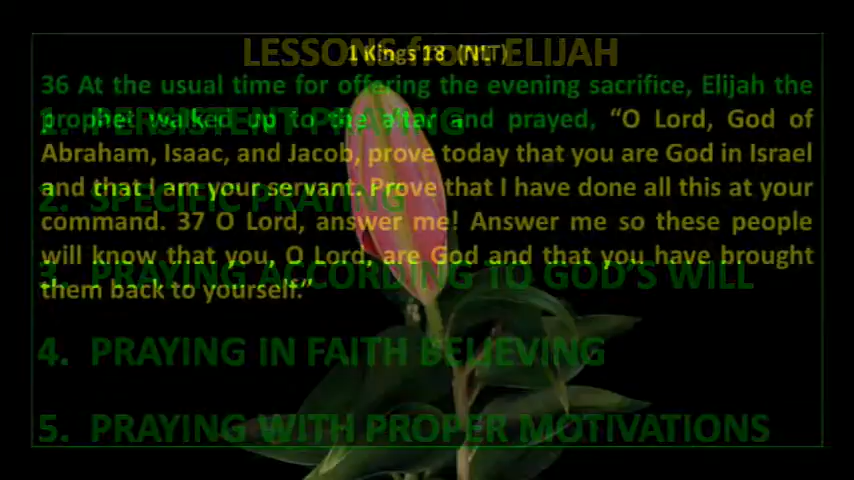 LESSONS from ELIJAH
1 Kings 18 (NLT)
36 At the usual time for offering the evening sacrifice, Elijah the
prophet walked up to the altar and prayed, “O Lord, God of
Abraham, Isaac, and Jacob, prove today that you are God in Israel
and that I am your servant. Prove that I have done all this at your
command. 37 O Lord, answer me! Answer me so these people
will know that you, O Lord, are God and that you have brought
them back to yourself.”
1. PERSISTENT PRAYING
2. SPECIFIC PRAYING
3. PRAYING ACCORDING TO GOD’S WILL
4. PRAYING IN FAITH BELIEVING
5. PRAYING WITH PROPER MOTIVATIONS